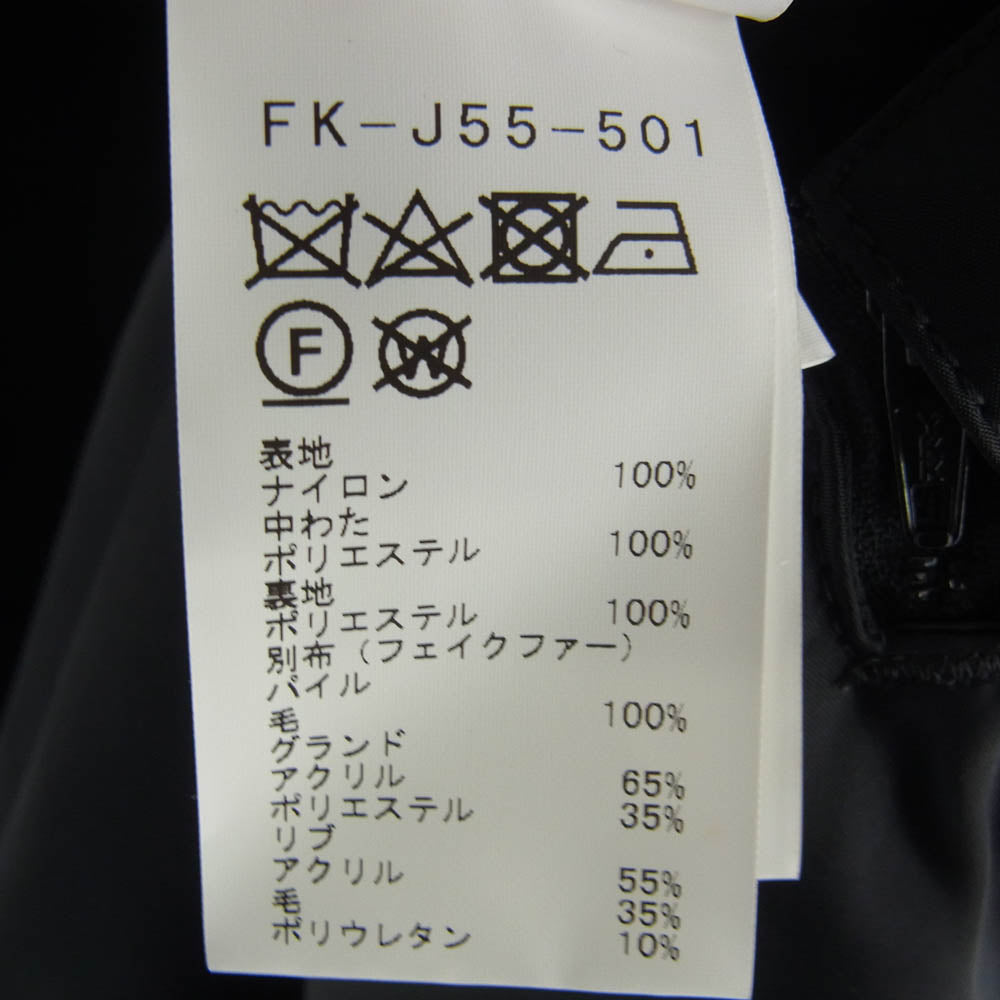 FK-J55-501
F W
表地
ナイロン 100%
中わた
ポリエステル 100%
裏地
ポリエステル 100%
別布(フェイクファー)
パイル
毛 100%
グランド
アクリル 65%
ポリエステル 35%
リブ
アクリル 55%
毛 35%
ポリウレタン 10%